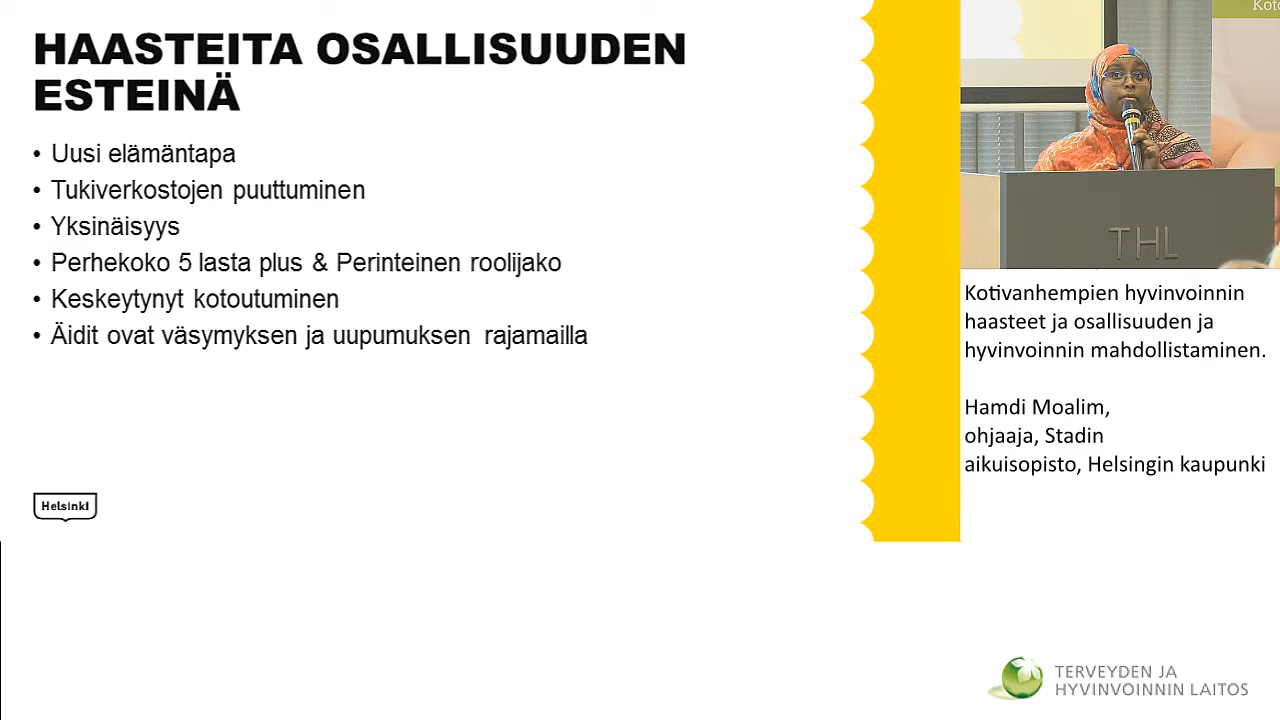 HAASTEITA OSALLISUUDEN
ESTEINÄ
• Uusi elämäntapa
• Tukiverkostojen puuttuminen
• Yksinäisyys
• Perhekoko 5 lasta plus & Perinteinen roolijako
• Keskeytynyt kotoutuminen
• Äidit ovat väsymyksen ja uupumuksen rajamailla
Helsinki
THL
Kotivanhempien hyvinvoinnin
haasteet ja osallisuuden ja
hyvinvoinnin mahdollistaminen.
Hamdi Moalim,
ohjaaja, Stadin
aikuisopisto, Helsingin kaupunki
TERVEYDEN JA
HYVINVOINNIN LAITOS